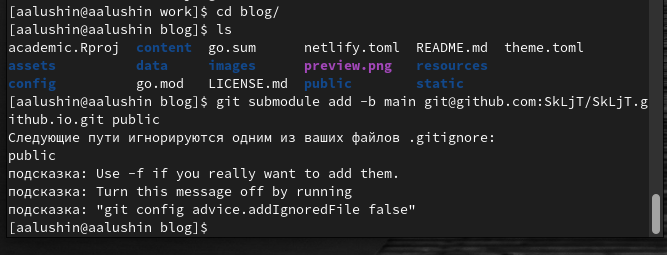 [aalushin@aalushin work]$ cd blog/
[aalushin@aalushin blog]$ ls
academic.Rproj  content  go.sum      netlify.toml  README.md  theme.toml
assets          data     images      preview.png   resources
config          go.mod   LICENSE.md  public        static
[aalushin@aalushin blog]$ git submodule add -b main git@github.com:SkLjT/SkLjT.g
ithub.io.git public
Следующие пути игнорируются одним из ваших файлов .gitignore:
public
подсказка: Use -f if you really want to add them.
подсказка: Turn this message off by running
подсказка: "git config advice.addIgnoredFile false"
[aalushin@aalushin blog]$